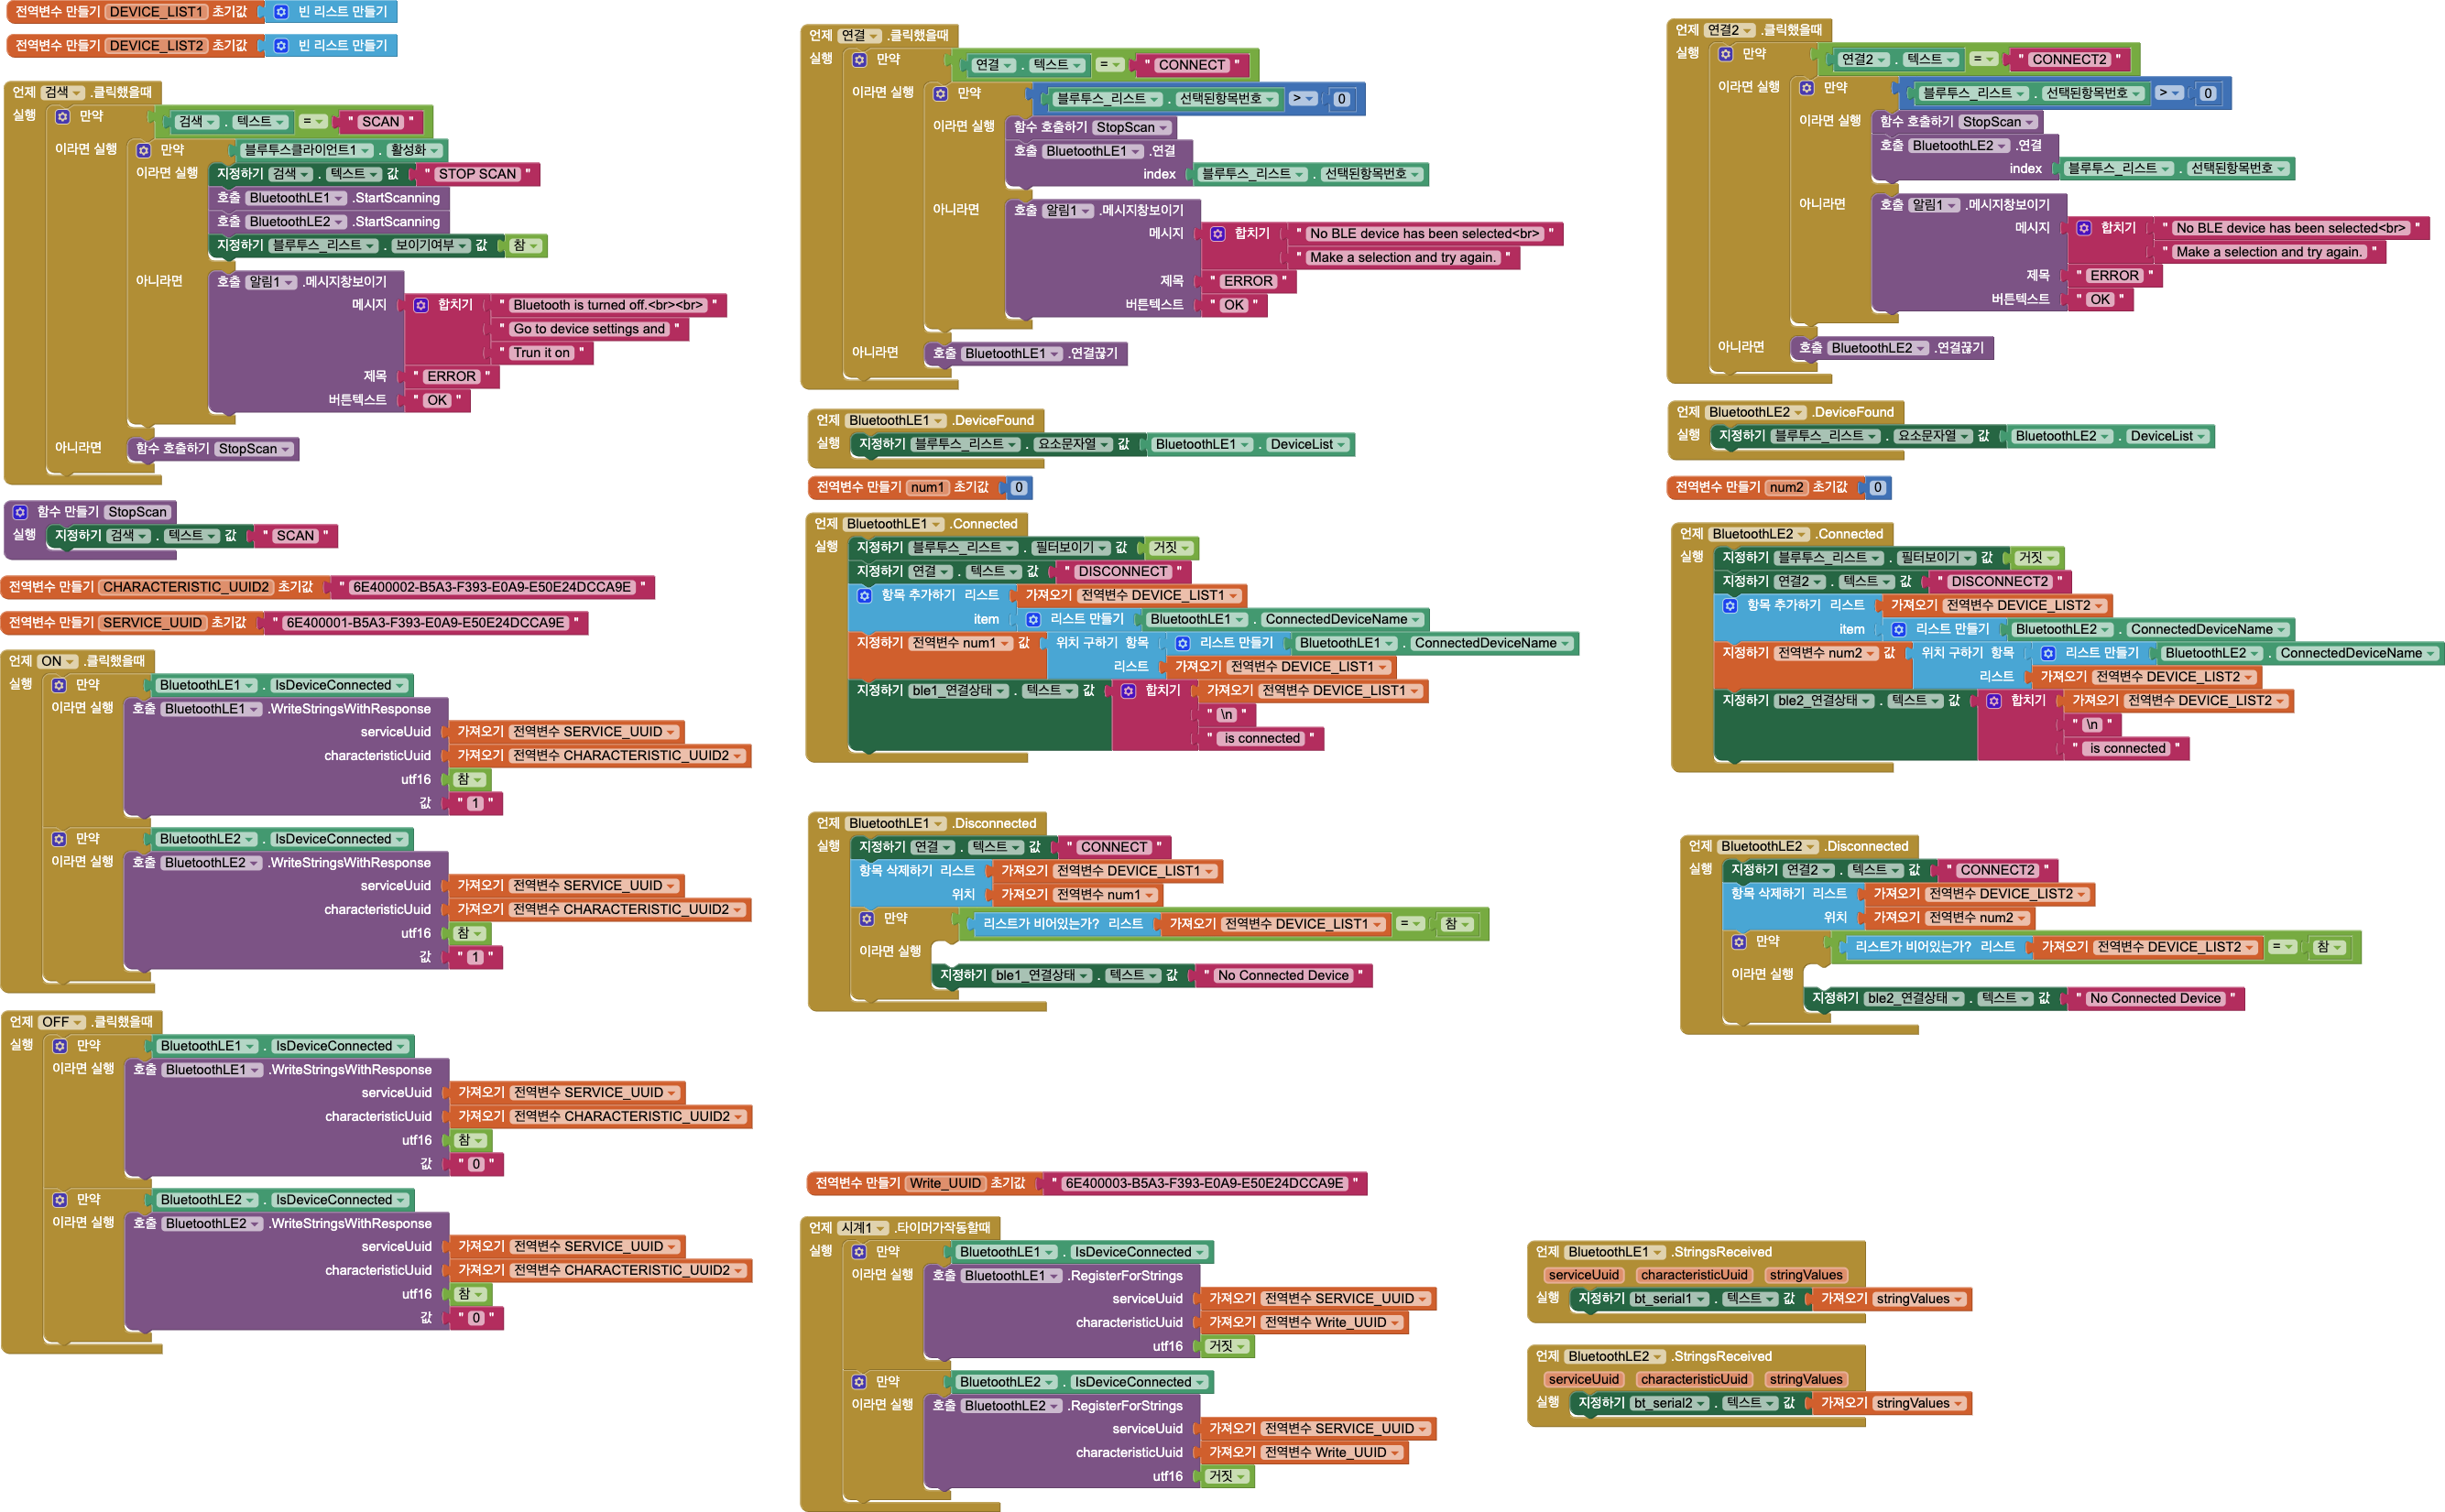 전역변수 만들기 DEVICE_LIST1 초기값 빈 리스트 만들기
전역변수 만들기 DEVICE_LIST2 초기값 빈 리스트 만들기
언제 검색 .클릭했을때
실행 만약 검색 . 텍스트 = " SCAN "
이라면 실행 만약 블루투스클라이언트1 . 활성화
이라면 실행 지정하기 검색 . 텍스트 값 " STOP SCAN "
호출 BluetoothLE1 .StartScanning
호출 BluetoothLE2 .StartScanning
지정하기 블루투스_리스트 . 보이기여부 값 참
아니라면 호출 알림1 .메시지창보이기
메시지 합치기 " Bluetooth is turned off.<br><br> "
" Go to device settings and "
" Trun it on "
제목 " ERROR "
버튼텍스트 " OK "
아니라면 함수 호출하기 StopScan
함수 만들기 StopScan
실행 지정하기 검색 . 텍스트 값 " SCAN "
전역변수 만들기 CHARACTERISTIC_UUID2 초기값 " 6E400002-B5A3-F393-E0A9-E50E24DCCA9E "
전역변수 만들기 SERVICE_UUID 초기값 " 6E400001-B5A3-F393-E0A9-E50E24DCCA9E "
언제 ON .클릭했을때
실행 만약 BluetoothLE1 . IsDeviceConnected
이라면 실행 호출 BluetoothLE1 .WriteStringsWithResponse
serviceUuid 가져오기 전역변수 SERVICE_UUID
characteristicUuid 가져오기 전역변수 CHARACTERISTIC_UUID2
utf16 참
값 " 1 "
만약 BluetoothLE2 . IsDeviceConnected
이라면 실행 호출 BluetoothLE2 .WriteStringsWithResponse
serviceUuid 가져오기 전역변수 SERVICE_UUID
characteristicUuid 가져오기 전역변수 CHARACTERISTIC_UUID2
utf16 참
값 " 1 "
언제 OFF .클릭했을때
실행 만약 BluetoothLE1 . IsDeviceConnected
이라면 실행 호출 BluetoothLE1 .WriteStringsWithResponse
serviceUuid 가져오기 전역변수 SERVICE_UUID
characteristicUuid 가져오기 전역변수 CHARACTERISTIC_UUID2
utf16 참
값 " 0 "
만약 BluetoothLE2 . IsDeviceConnected
이라면 실행 호출 BluetoothLE2 .WriteStringsWithResponse
serviceUuid 가져오기 전역변수 SERVICE_UUID
characteristicUuid 가져오기 전역변수 CHARACTERISTIC_UUID2
utf16 참
값 " 0 "
언제 연결 .클릭했을때
실행 만약 연결 . 텍스트 = " CONNECT "
이라면 실행 만약 블루투스_리스트 . 선택된항목번호 > 0
이라면 실행 함수 호출하기 StopScan
호출 BluetoothLE1 .연결
index 블루투스_리스트 . 선택된항목번호
아니라면 호출 알림1 .메시지창보이기
메시지 합치기 " No BLE device has been selected<br> "
" Make a selection and try again. "
제목 " ERROR "
버튼텍스트 " OK "
아니라면 호출 BluetoothLE1 .연결끊기
언제 BluetoothLE1 .DeviceFound
실행 지정하기 블루투스_리스트 . 요소문자열 값 BluetoothLE1 . DeviceList
전역변수 만들기 num1 초기값 0
언제 BluetoothLE1 .Connected
실행 지정하기 블루투스_리스트 . 필터보이기 값 거짓
지정하기 연결 . 텍스트 값 " DISCONNECT "
항목 추가하기 리스트 가져오기 전역변수 DEVICE_LIST1
item 리스트 만들기 BluetoothLE1 . ConnectedDeviceName
지정하기 전역변수 num1 값 위치 구하기 항목 리스트 만들기 BluetoothLE1 . ConnectedDeviceName
리스트 가져오기 전역변수 DEVICE_LIST1
지정하기 ble1_연결상태 . 텍스트 값 합치기 가져오기 전역변수 DEVICE_LIST1
" \n "
" is connected "
언제 BluetoothLE1 .Disconnected
실행 지정하기 연결 . 텍스트 값 " CONNECT "
항목 삭제하기 리스트 가져오기 전역변수 DEVICE_LIST1
위치 가져오기 전역변수 num1
만약 리스트가 비어있는가? 리스트 가져오기 전역변수 DEVICE_LIST1 = 참
이라면 실행
지정하기 ble1_연결상태 . 텍스트 값 " No Connected Device "
전역변수 만들기 Write_UUID 초기값 " 6E400003-B5A3-F393-E0A9-E50E24DCCA9E "
언제 시계1 .타이머가작동할때
실행 만약 BluetoothLE1 . IsDeviceConnected
이라면 실행 호출 BluetoothLE1 .RegisterForStrings
serviceUuid 가져오기 전역변수 SERVICE_UUID
characteristicUuid 가져오기 전역변수 Write_UUID
utf16 거짓
만약 BluetoothLE2 . IsDeviceConnected
이라면 실행 호출 BluetoothLE2 .RegisterForStrings
serviceUuid 가져오기 전역변수 SERVICE_UUID
characteristicUuid 가져오기 전역변수 Write_UUID
utf16 거짓
언제 연결2 .클릭했을때
실행 만약 연결2 . 텍스트 = " CONNECT2 "
이라면 실행 만약 블루투스_리스트 . 선택된항목번호 > 0
이라면 실행 함수 호출하기 StopScan
호출 BluetoothLE2 .연결
index 블루투스_리스트 . 선택된항목번호
아니라면 호출 알림1 .메시지창보이기
메시지 합치기 " No BLE device has been selected<br> "
" Make a selection and try again. "
제목 " ERROR "
버튼텍스트 " OK "
아니라면 호출 BluetoothLE2 .연결끊기
언제 BluetoothLE2 .DeviceFound
실행 지정하기 블루투스_리스트 . 요소문자열 값 BluetoothLE2 . DeviceList
전역변수 만들기 num2 초기값 0
언제 BluetoothLE2 .Connected
실행 지정하기 블루투스_리스트 . 필터보이기 값 거짓
지정하기 연결2 . 텍스트 값 " DISCONNECT2 "
항목 추가하기 리스트 가져오기 전역변수 DEVICE_LIST2
item 리스트 만들기 BluetoothLE2 . ConnectedDeviceName
지정하기 전역변수 num2 값 위치 구하기 항목 리스트 만들기 BluetoothLE2 . ConnectedDeviceName
리스트 가져오기 전역변수 DEVICE_LIST2
지정하기 ble2_연결상태 . 텍스트 값 합치기 가져오기 전역변수 DEVICE_LIST2
" \n "
" is connected "
언제 BluetoothLE2 .Disconnected
실행 지정하기 연결2 . 텍스트 값 " CONNECT2 "
항목 삭제하기 리스트 가져오기 전역변수 DEVICE_LIST2
위치 가져오기 전역변수 num2
만약 리스트가 비어있는가? 리스트 가져오기 전역변수 DEVICE_LIST2 = 참
이라면 실행
지정하기 ble2_연결상태 . 텍스트 값 " No Connected Device "
언제 BluetoothLE1 .StringsReceived
serviceUuid characteristicUuid stringValues
실행 지정하기 bt_serial1 . 텍스트 값 가져오기 stringValues
언제 BluetoothLE2 .StringsReceived
serviceUuid characteristicUuid stringValues
실행 지정하기 bt_serial2 . 텍스트 값 가져오기 stringValues